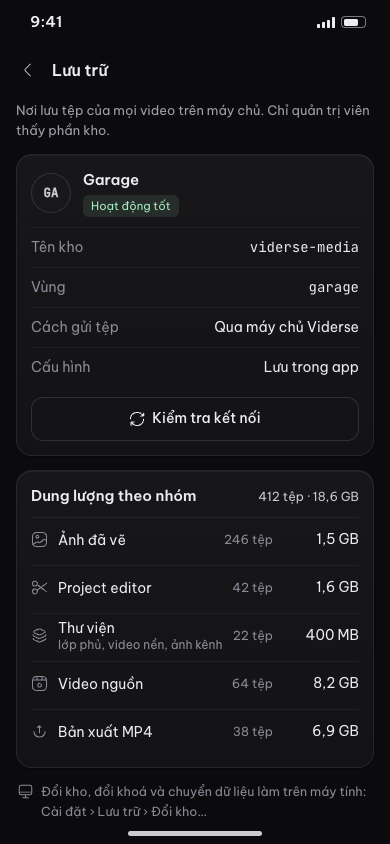 9:41
Lưu trữ
Nơi lưu tệp của mọi video trên máy chủ. Chỉ quản trị viên
thấy phần kho.
GA
Garage
Hoạt động tốt
Tên kho viderse-media
Vùng garage
Cách gửi tệp Qua máy chủ Viderse
Cấu hình Lưu trong app
Kiểm tra kết nối
Dung lượng theo nhóm 412 tệp · 18,6 GB
Ảnh đã vẽ 246 tệp 1,5 GB
Project editor 42 tệp 1,6 GB
Thư viện 22 tệp 400 MB
lớp phủ, video nền, ảnh kênh
Video nguồn 64 tệp 8,2 GB
Bản xuất MP4 38 tệp 6,9 GB
Đổi kho, đổi khoá và chuyển dữ liệu làm trên máy tính:
Cài đặt › Lưu trữ › Đổi kho...